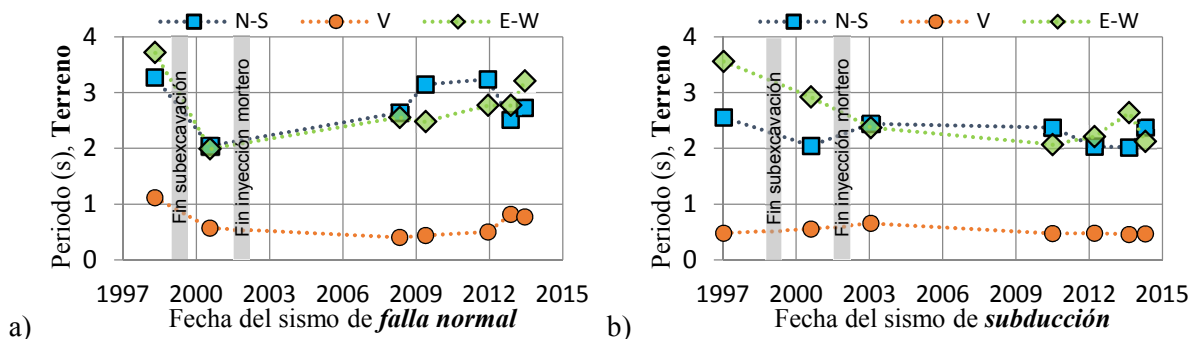 N-S V E-W
Periodo (s), Terreno
4
3
2
1
0
Fin subexcavación
Fin inyección mortero
1997 2000 2003 2006 2009 2012 2015
a) Fecha del sismo de falla normal
N-S V E-W
Periodo (s), Terreno
4
3
2
1
0
Fin subexcavación
Fin inyección mortero
1997 2000 2003 2006 2009 2012 2015
b) Fecha del sismo de subducción